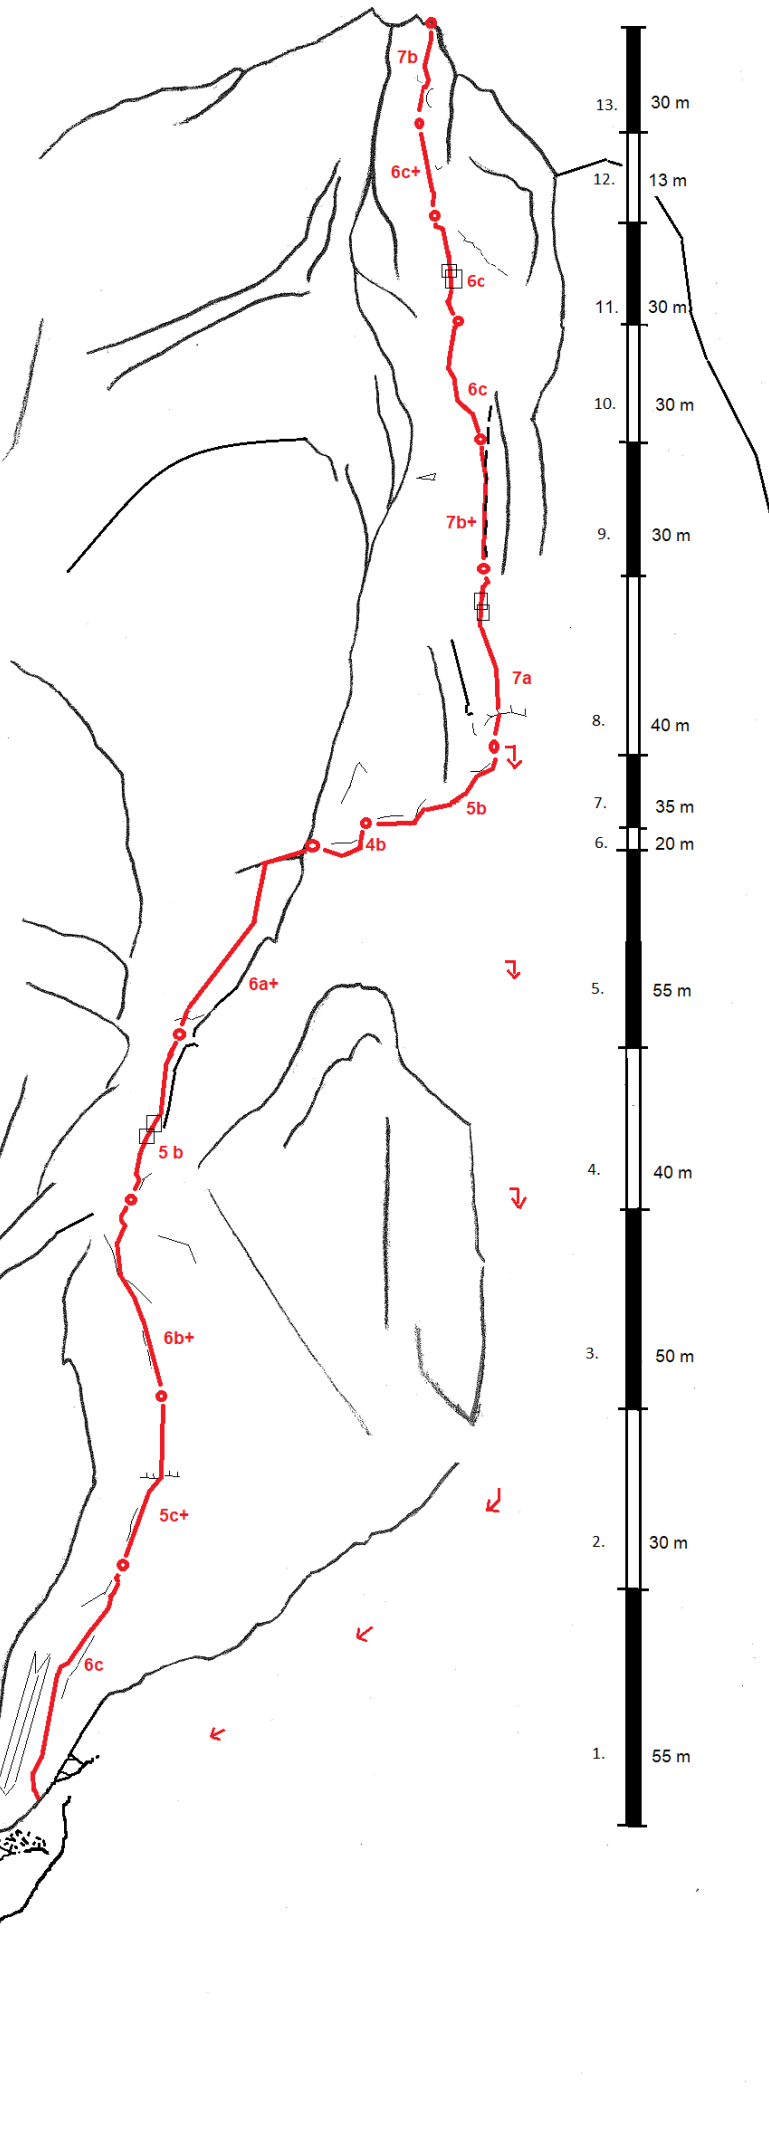 7b
13. 30 m
6c+
12. 13 m
6c
11. 30 m
6c
10. 30 m
7b+
9. 30 m
7a
8. 40 m
7. 35 m
5b
6. 20 m
4b
6a+
5. 55 m
5 b
4. 40 m
6b+
3. 50 m
5c+
2. 30 m
6c
1. 55 m